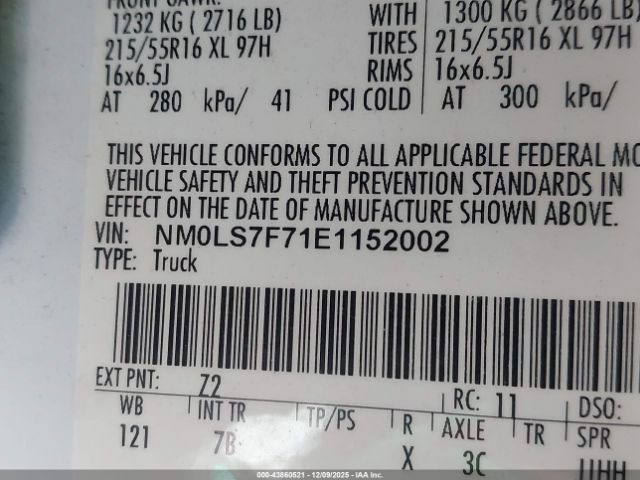 FRONT GAWR:
1232 KG ( 2716 LB) WITH 1300 KG ( 2866 LB)
215/55R16 XL 97H TIRES 215/55R16 XL 97H
16x6.5J RIMS 16x6.5J
AT 280 kPa/ 41 PSI COLD AT 300 kPa/
THIS VEHICLE CONFORMS TO ALL APPLICABLE FEDERAL MO
VEHICLE SAFETY AND THEFT PREVENTION STANDARDS IN
EFFECT ON THE DATE OF MANUFACTURE SHOWN ABOVE.
VIN: NM0LS7F71E1152002
TYPE: Truck
EXT PNT: Z2 RC: 11 DSO:
WB INT TR TP/PS R AXLE TR SPR
121 7B X 3C IIHH
000-43860521 - 12/09/2025 - IAA Inc.